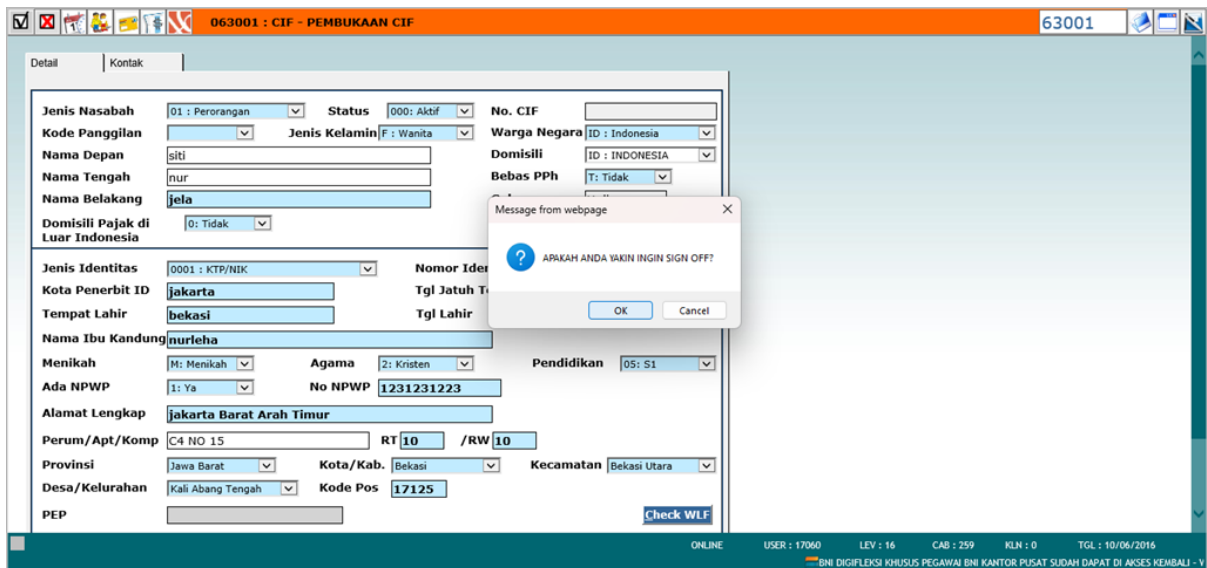 063001 : CIF - PEMBUKAAN CIF 63001
Detail Kontak
Jenis Nasabah 01 : Perorangan Status 000: Aktif No. CIF
Kode Panggilan Jenis Kelamin F : Wanita Warga Negara ID : Indonesia
Nama Depan siti Domisili ID : INDONESIA
Nama Tengah nur Bebas PPh T: Tidak
Nama Belakang jela
Message from webpage
Domisili Pajak di Luar Indonesia 0: Tidak
APAKAH ANDA YAKIN INGIN SIGN OFF?
OK Cancel
Jenis Identitas 0001 : KTP/NIK Nomor Iden
Kota Penerbit ID jakarta Tgl Jatuh T
Tempat Lahir bekasi Tgl Lahir
Nama Ibu Kandung nurleha
Menikah M: Menikah Agama 2: Kristen Pendidikan 05: S1
Ada NPWP 1: Ya No NPWP 1231231223
Alamat Lengkap jakarta Barat Arah Timur
Perum/Apt/Komp C4 NO 15 RT 10 /RW 10
Provinsi Jawa Barat Kota/Kab. Bekasi Kecamatan Bekasi Utara
Desa/Kelurahan Kali Abang Tengah Kode Pos 17125
PEP Check WLF
ONLINE USER : 17060 LEV : 16 CAB : 259 KLN : 0 TGL : 10/06/2016
BNI DIGIFLEKSI KHUSUS PEGAWAI BNI KANTOR PUSAT SUDAH DAPAT DI AKSES KEMBALI - V